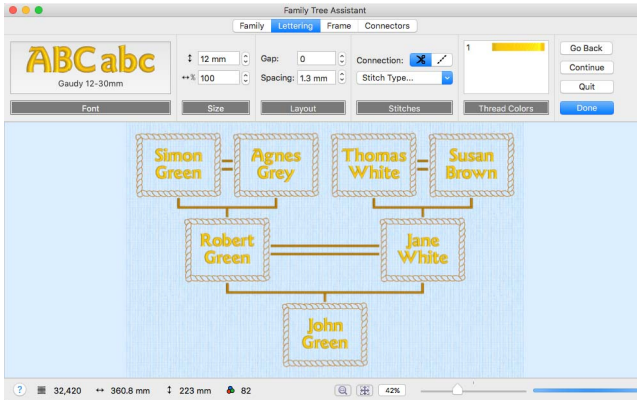 Family Tree Assistant
Family Lettering Frame Connectors
ABC abc
Gaudy 12-30mm
Font
12 mm
% 100
Size
Gap: 0
Spacing: 1.3 mm
Layout
Connection:
Stitch Type...
Stitches
1
Thread Colors
Go Back
Continue
Quit
Done
Simon
Green
Agnes
Grey
Thomas
White
Susan
Brown
Robert
Green
Jane
White
John
Green
? 32,420 360.8 mm 223 mm 82 42%